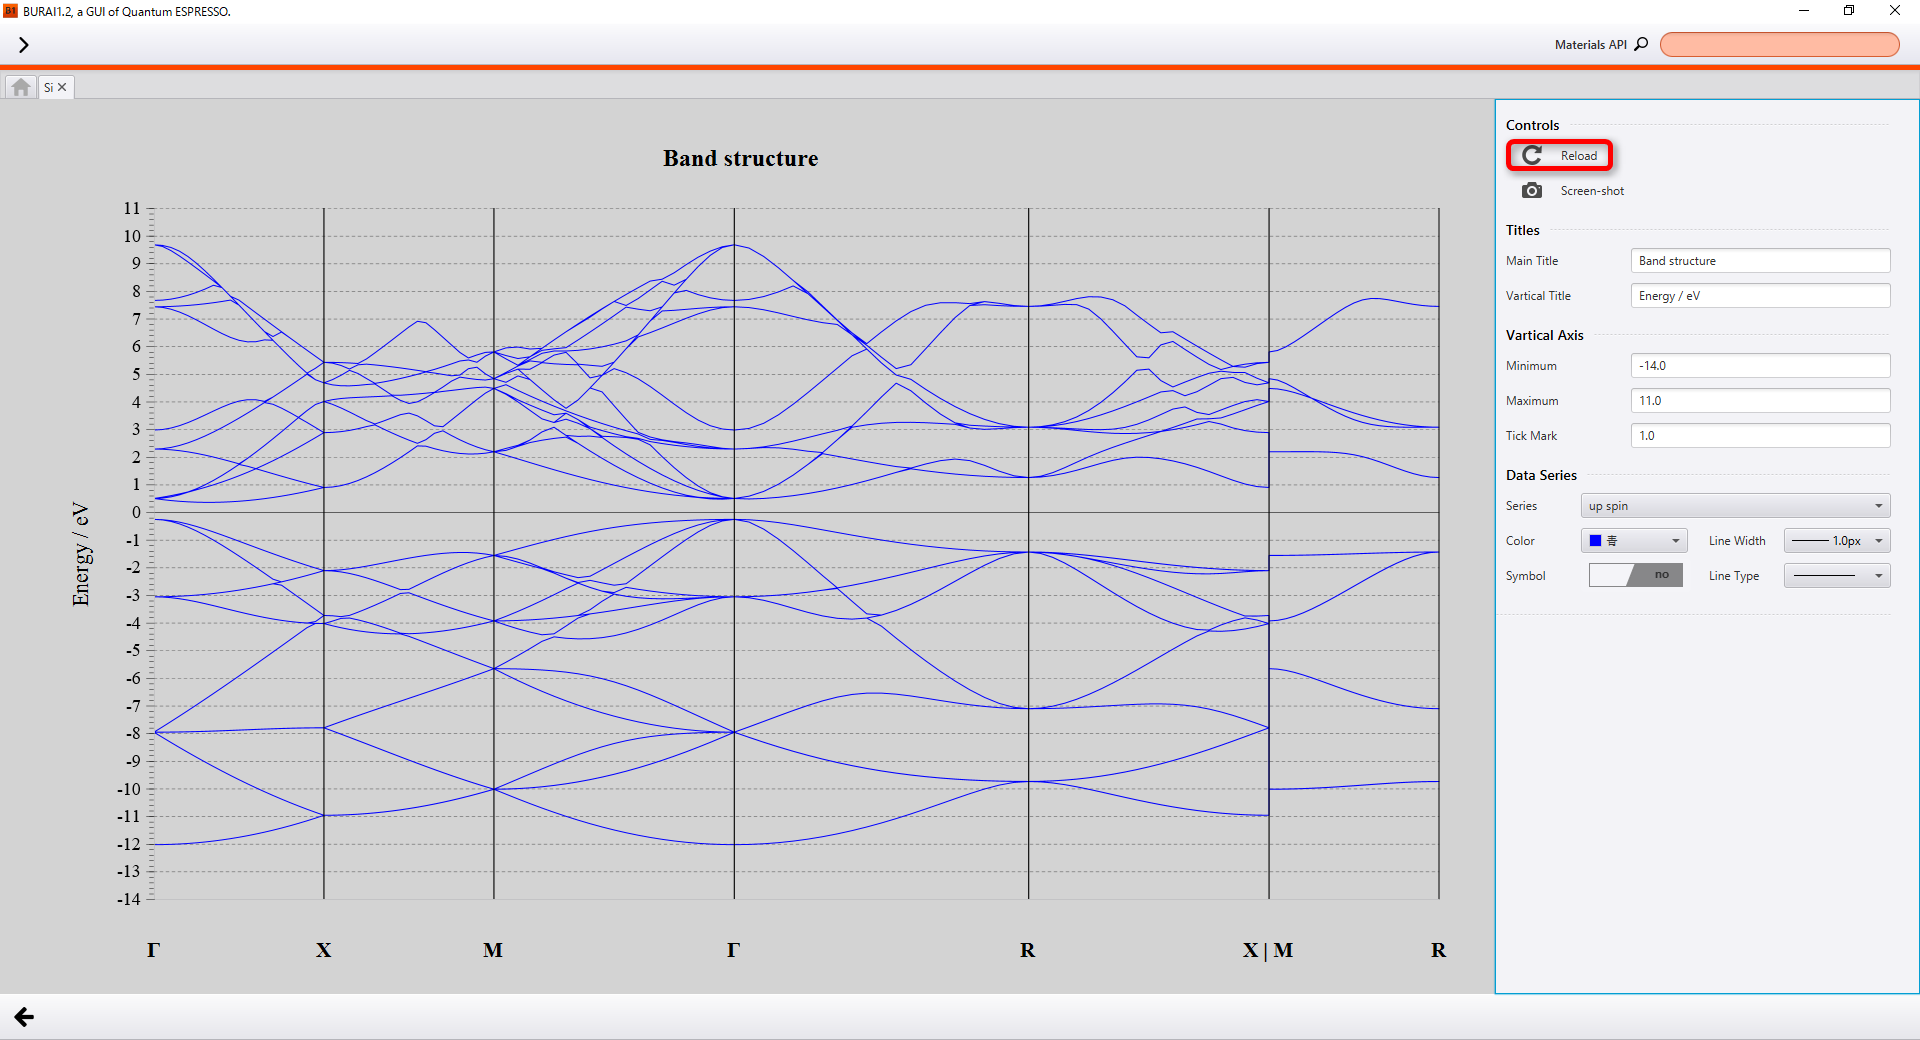 BURAI1.2, a GUI of Quantum ESPRESSO.
Materials API
Si
Band structure
Energy / eV
11
10
9
8
7
6
5
4
3
2
1
0
-1
-2
-3
-4
-5
-6
-7
-8
-9
-10
-11
-12
-13
-14
Γ X M Γ R X | M R
Controls
Reload
Screen-shot
Titles
Main Title Band structure
Vartical Title Energy / eV
Vartical Axis
Minimum -14.0
Maximum 11.0
Tick Mark 1.0
Data Series
Series up spin
Color 青 Line Width 1.0px
Symbol no Line Type